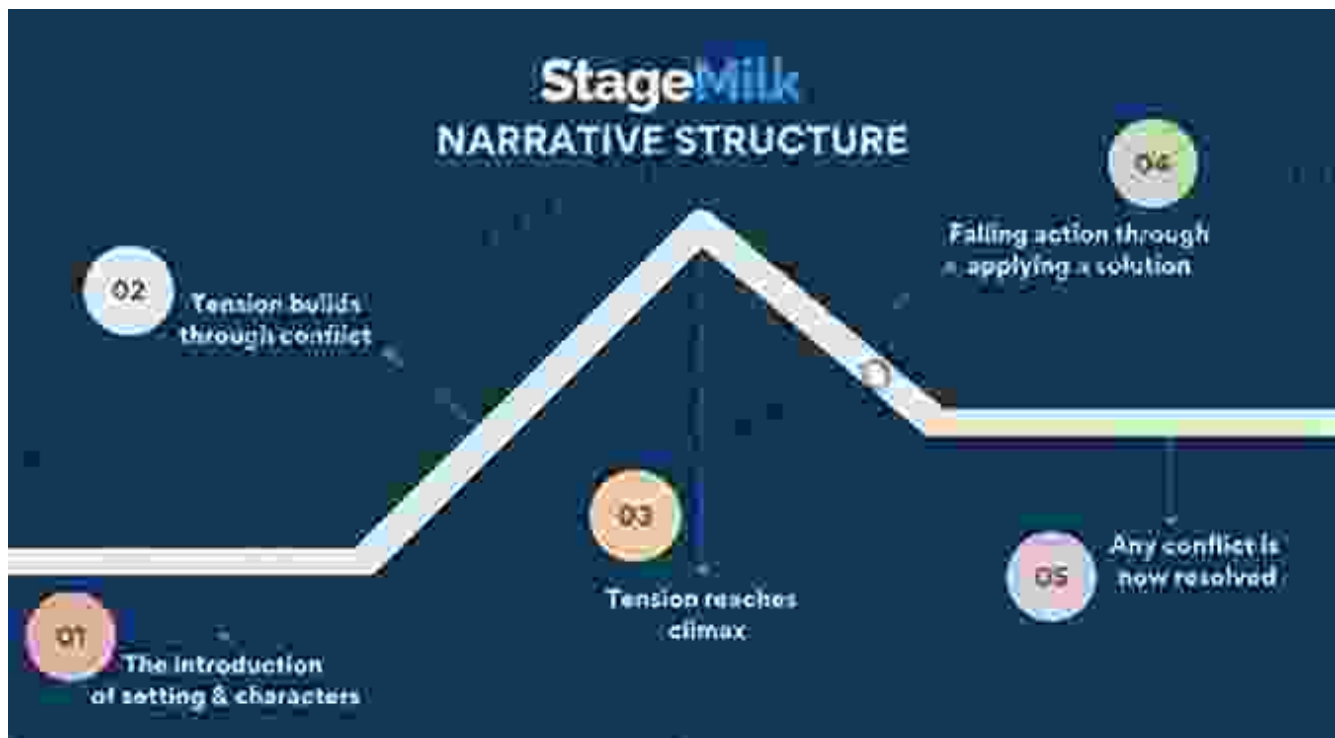 StageMilk
NARRATIVE STRUCTURE
01
The introduction
of setting & characters
02
Tension builds
through conflict
03
Tension reaches
climax
04
Falling action through
applying a solution
05
Any conflict is
now resolved